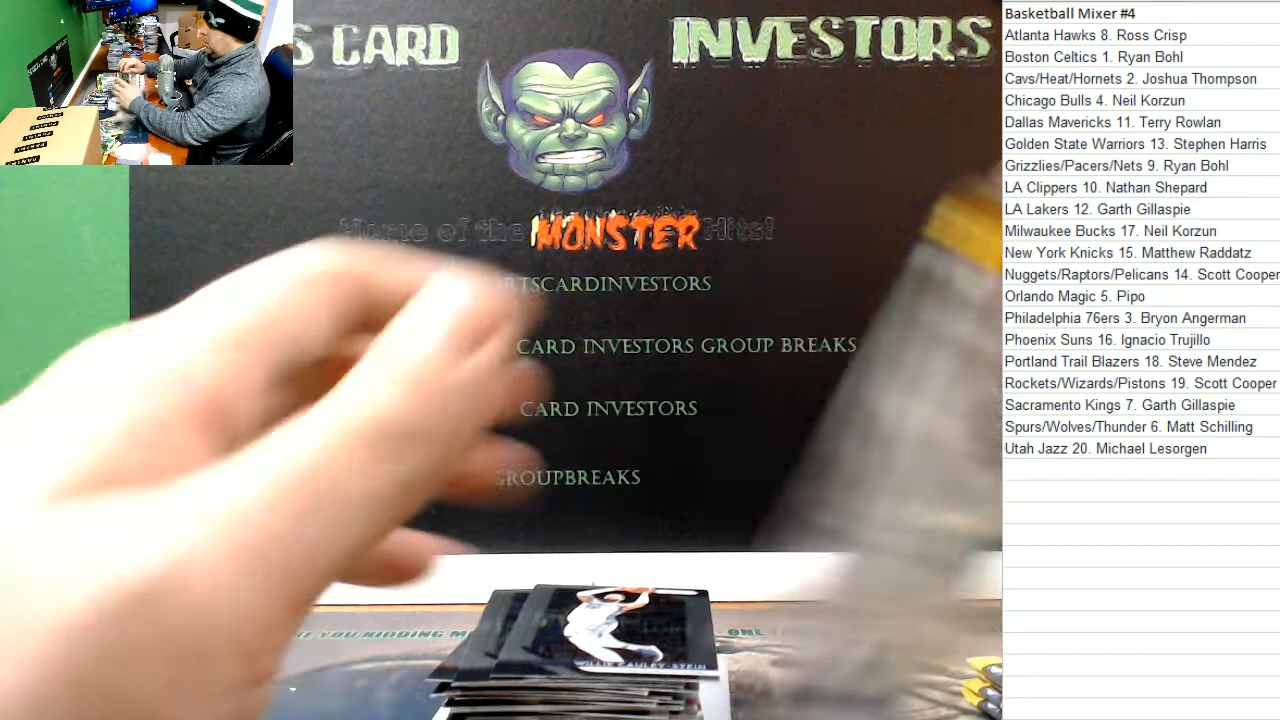 S CARD INVESTORS
Home of the MONSTER Hits!
RTSCARDINVESTORS
CARD INVESTORS GROUP BREAKS
CARD INVESTORS
GROUPBREAKS
E YOU KIDDING M
ONE
WILLIE CAULEY-STEIN
Basketball Mixer #4
Atlanta Hawks 8. Ross Crisp
Boston Celtics 1. Ryan Bohl
Cavs/Heat/Hornets 2. Joshua Thompson
Chicago Bulls 4. Neil Korzun
Dallas Mavericks 11. Terry Rowlan
Golden State Warriors 13. Stephen Harris
Grizzlies/Pacers/Nets 9. Ryan Bohl
LA Clippers 10. Nathan Shepard
LA Lakers 12. Garth Gillaspie
Milwaukee Bucks 17. Neil Korzun
New York Knicks 15. Matthew Raddatz
Nuggets/Raptors/Pelicans 14. Scott Cooper
Orlando Magic 5. Pipo
Philadelphia 76ers 3. Bryon Angerman
Phoenix Suns 16. Ignacio Trujillo
Portland Trail Blazers 18. Steve Mendez
Rockets/Wizards/Pistons 19. Scott Cooper
Sacramento Kings 7. Garth Gillaspie
Spurs/Wolves/Thunder 6. Matt Schilling
Utah Jazz 20. Michael Lesorgen